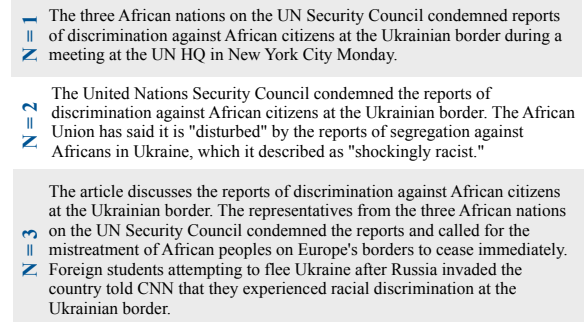 N = 1
The three African nations on the UN Security Council condemned reports
of discrimination against African citizens at the Ukrainian border during a
meeting at the UN HQ in New York City Monday.
N = 2
The United Nations Security Council condemned the reports of
discrimination against African citizens at the Ukrainian border. The African
Union has said it is "disturbed" by the reports of segregation against
Africans in Ukraine, which it described as "shockingly racist."
N = 3
The article discusses the reports of discrimination against African citizens
at the Ukrainian border. The representatives from the three African nations
on the UN Security Council condemned the reports and called for the
mistreatment of African peoples on Europe's borders to cease immediately.
Foreign students attempting to flee Ukraine after Russia invaded the
country told CNN that they experienced racial discrimination at the
Ukrainian border.